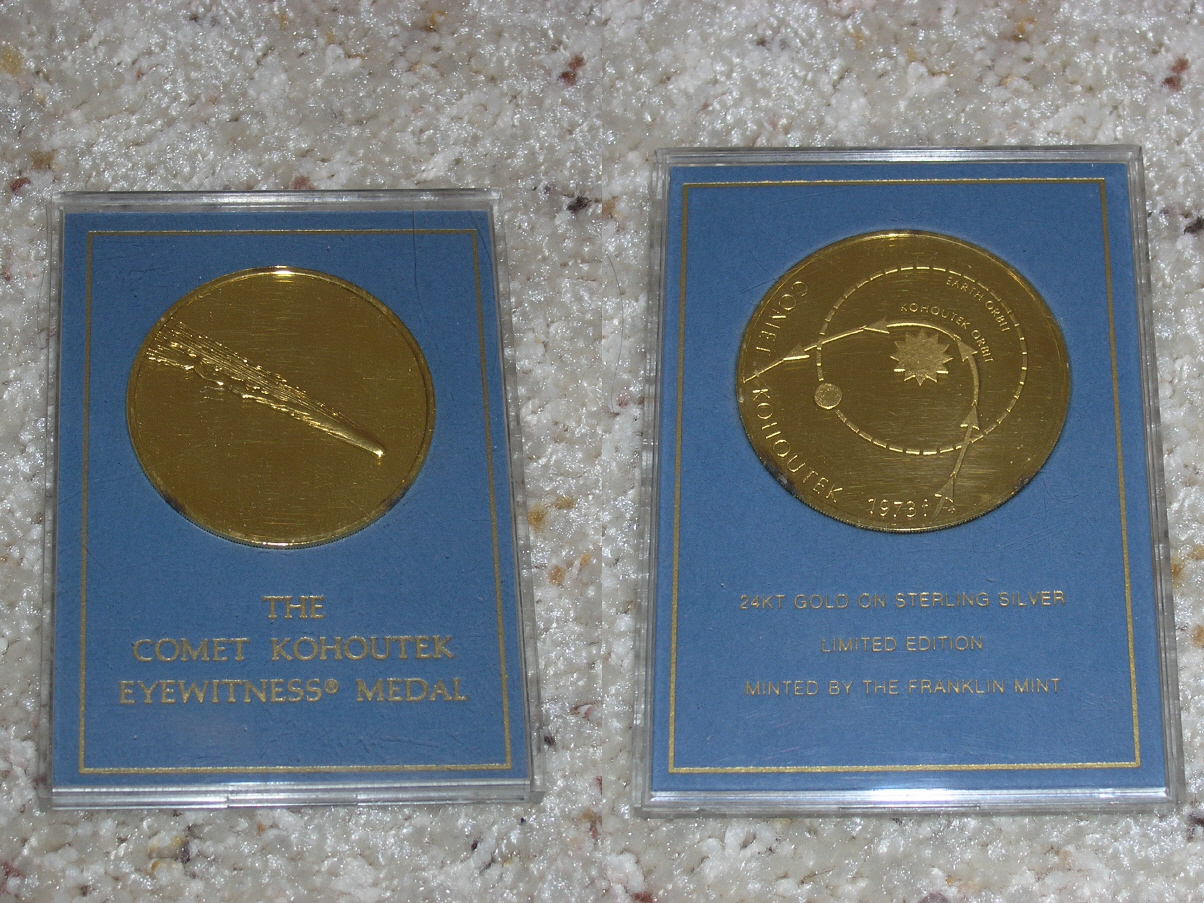 THE
COMET KOHOUTEK
EYEWITNESS® MEDAL
COMET KOHOUTEK 1973
EARTH ORBIT
KOHOUTEK ORBIT
24KT GOLD ON STERLING SILVER
LIMITED EDITION
MINTED BY THE FRANKLIN MINT